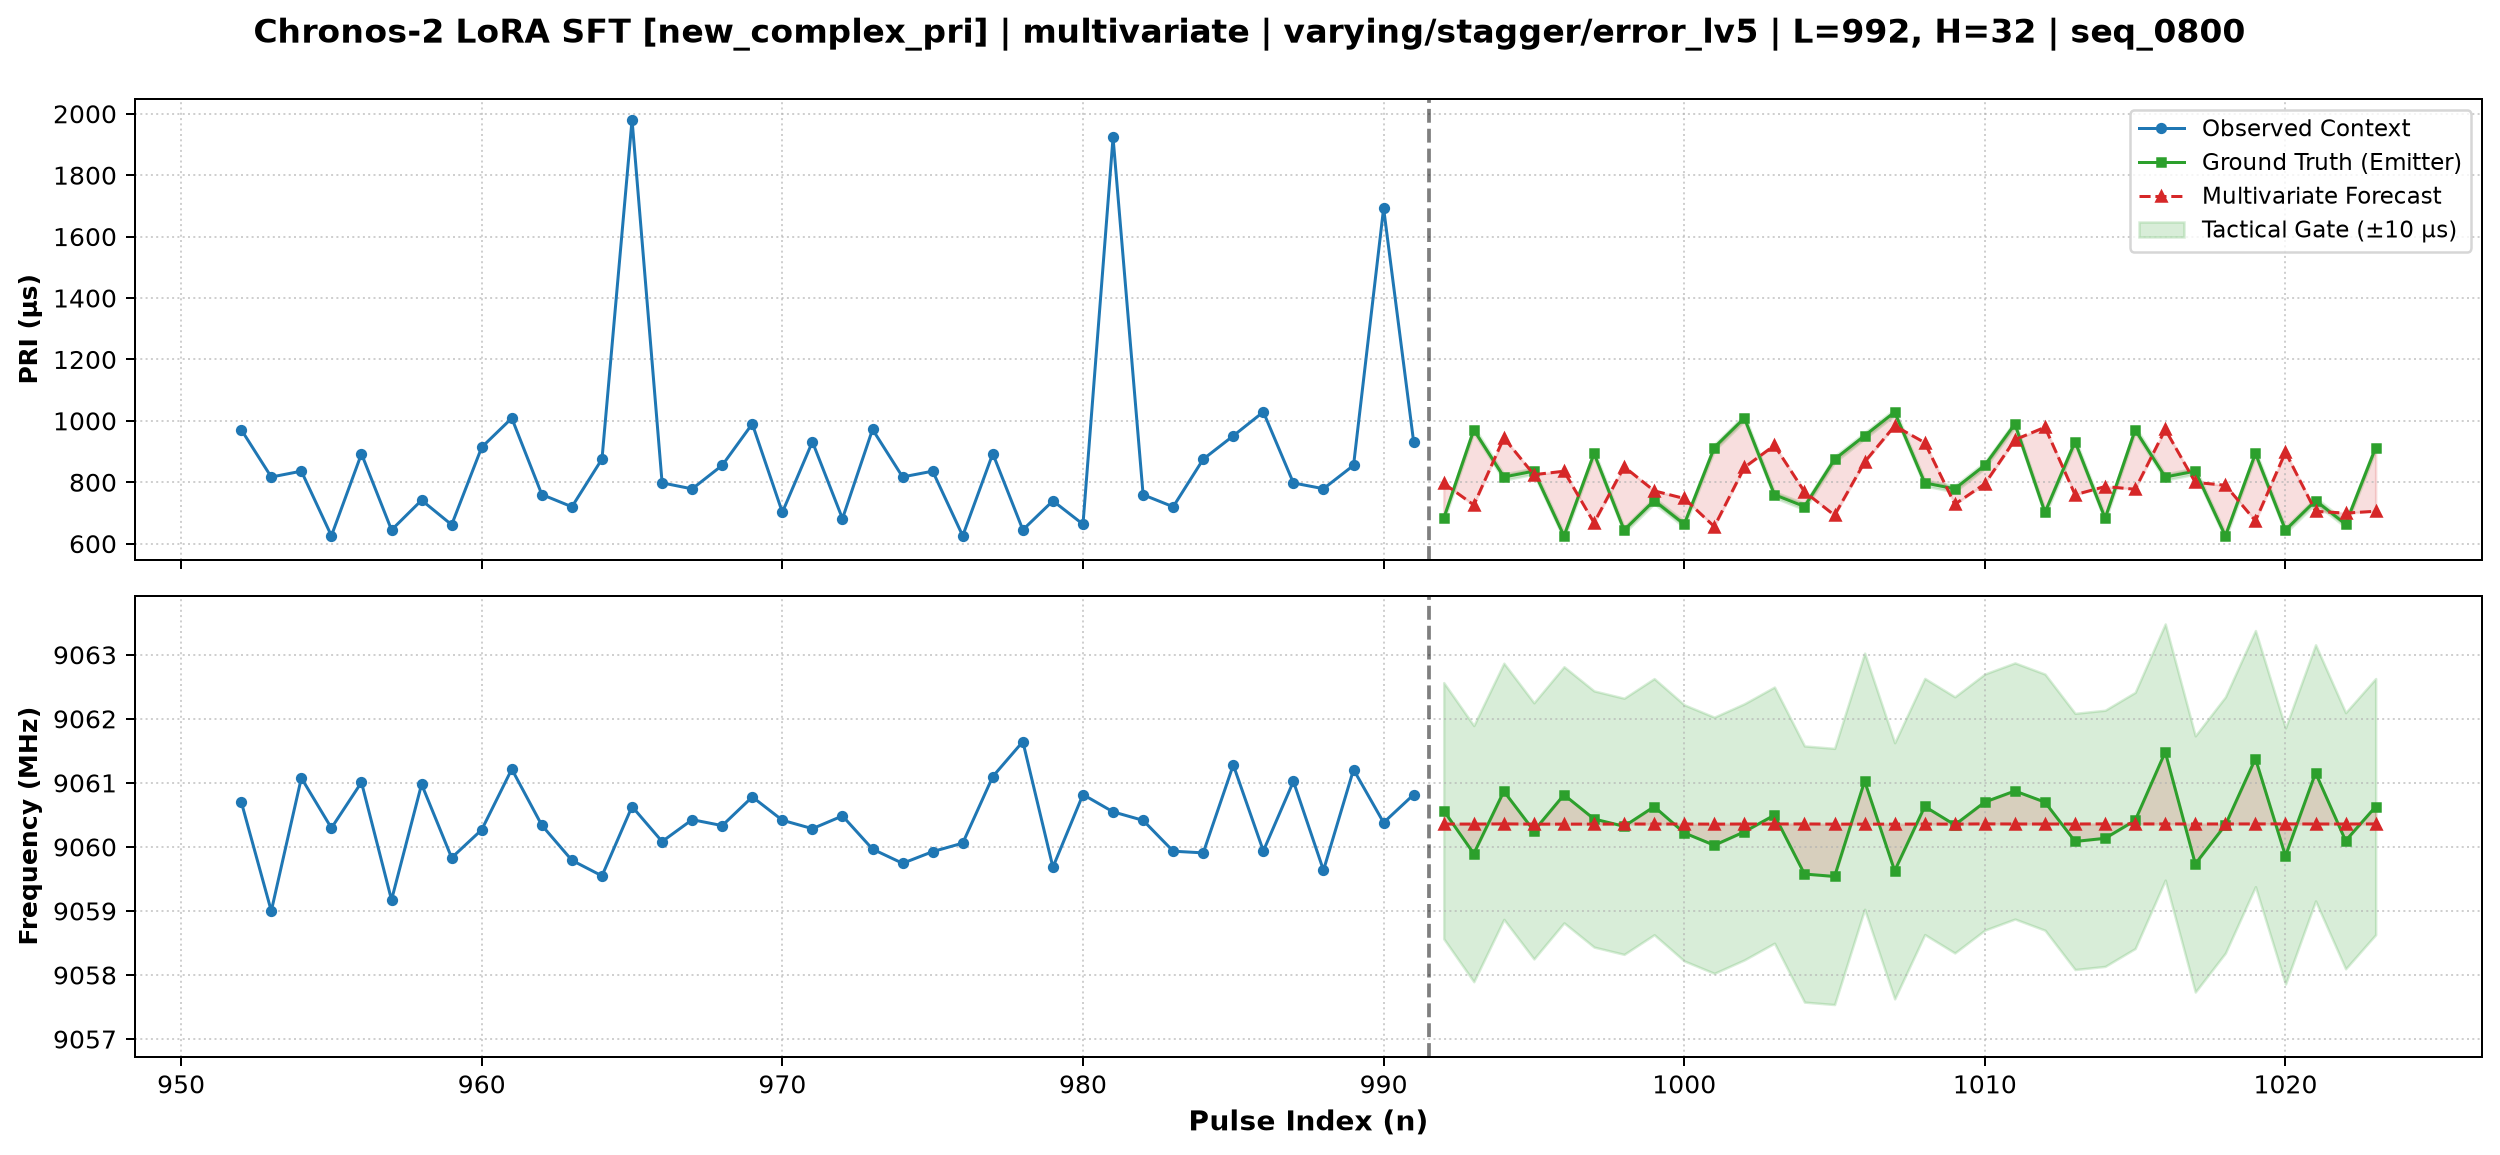 Chronos-2 LoRA SFT [new_complex_pri] | multivariate | varying/stagger/error_lv5 | L=992, H=32 | seq_0800
2000
1800
1600
1400
1200
1000
800
600
PRI (µs)
Observed Context
Ground Truth (Emitter)
Multivariate Forecast
Tactical Gate (±10 µs)
9063
9062
9061
9060
9059
9058
9057
Frequency (MHz)
950 960 970 980 990 1000 1010 1020
Pulse Index (n)